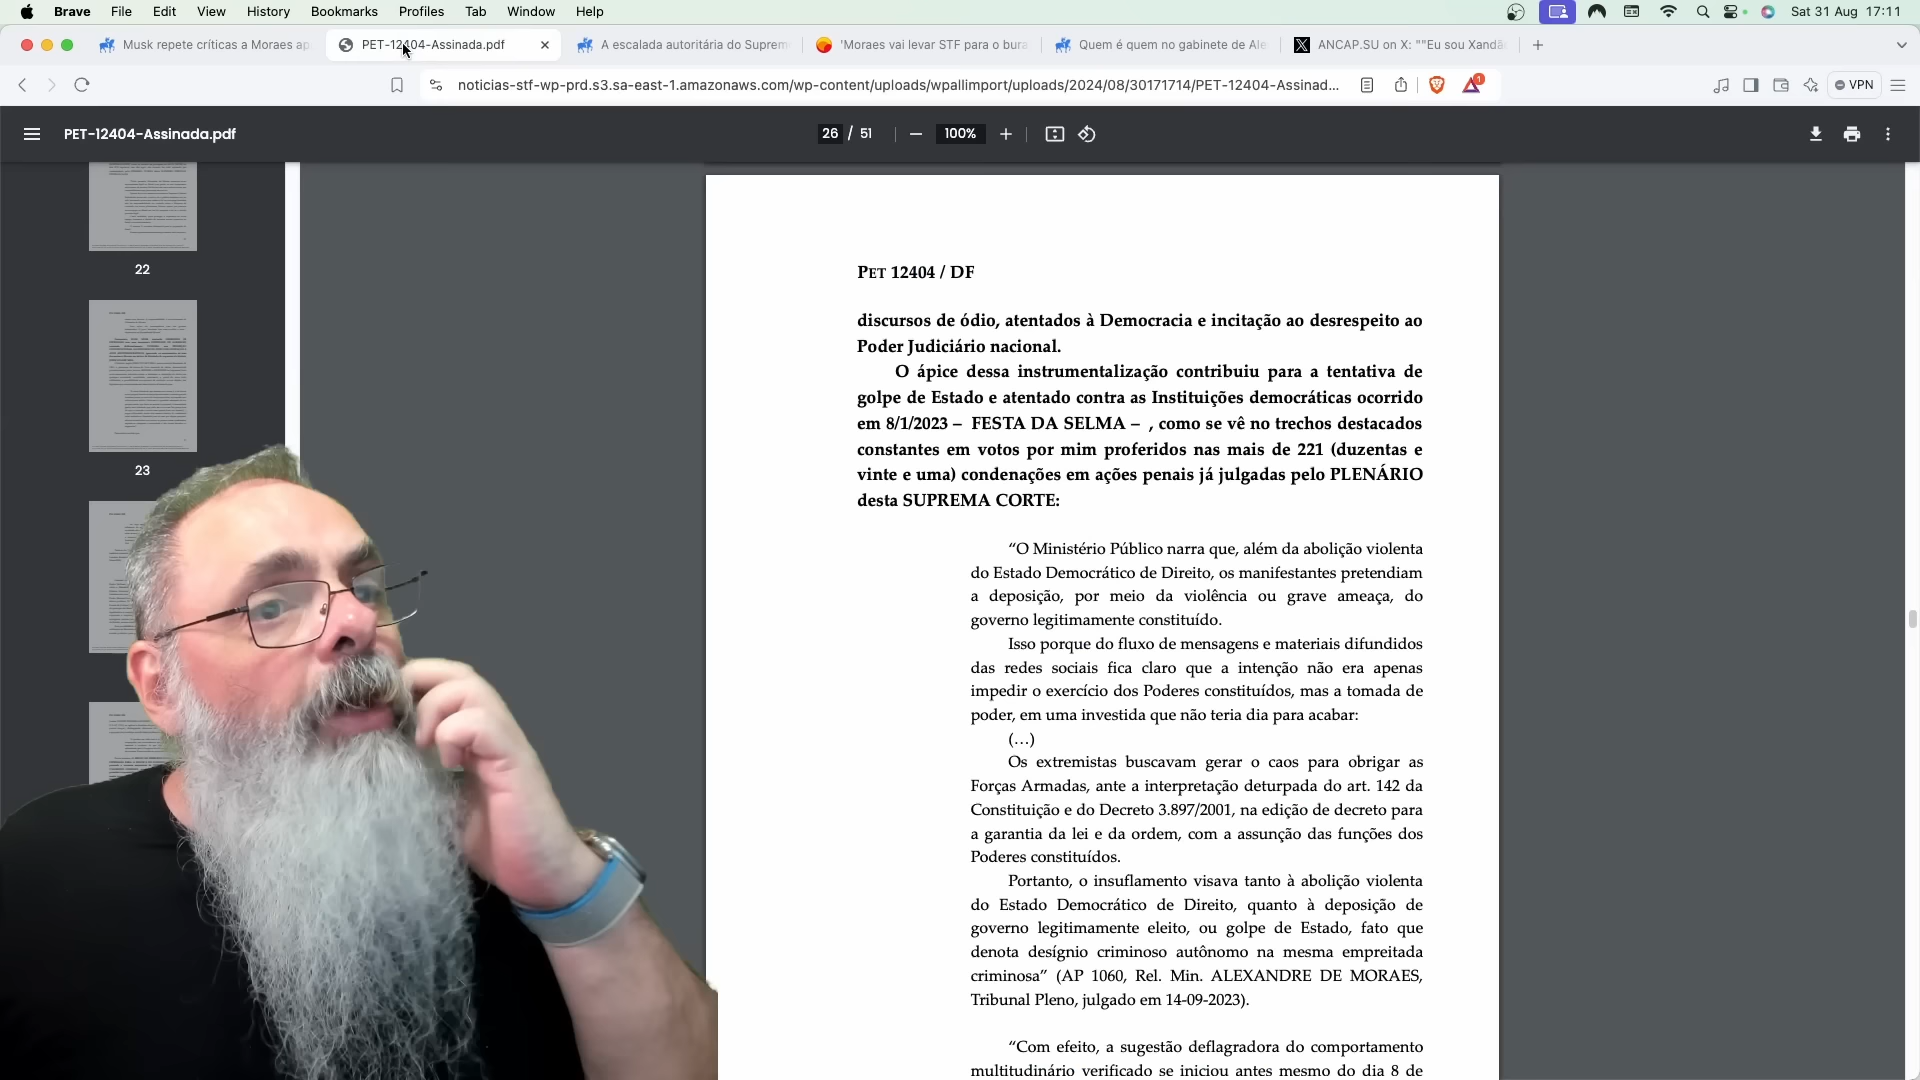 Brave File Edit View History Bookmarks Profiles Tab Window Help Sat 31 Aug 17:11
Musk repete críticas a Moraes ap PET-12404-Assinada.pdf A escalada autoritária do Suprem 'Moraes vai levar STF para o bura Quem é quem no gabinete de Ale ANCAP.SU on X: ""Eu sou Xandã
noticias-stf-wp-prd.s3.sa-east-1.amazonaws.com/wp-content/uploads/wpallimport/uploads/2024/08/30171714/PET-12404-Assinad... 1 VPN
PET-12404-Assinada.pdf 26 / 51 100%
22
23
PET 12404 / DF
discursos de ódio, atentados à Democracia e incitação ao desrespeito ao
Poder Judiciário nacional.
O ápice dessa instrumentalização contribuiu para a tentativa de
golpe de Estado e atentado contra as Instituições democráticas ocorrido
em 8/1/2023 – FESTA DA SELMA – , como se vê no trechos destacados
constantes em votos por mim proferidos nas mais de 221 (duzentas e
vinte e uma) condenações em ações penais já julgadas pelo PLENÁRIO
desta SUPREMA CORTE:
“O Ministério Público narra que, além da abolição violenta
do Estado Democrático de Direito, os manifestantes pretendiam
a deposição, por meio da violência ou grave ameaça, do
governo legitimamente constituído.
Isso porque do fluxo de mensagens e materiais difundidos
das redes sociais fica claro que a intenção não era apenas
impedir o exercício dos Poderes constituídos, mas a tomada de
poder, em uma investida que não teria dia para acabar:
(…)
Os extremistas buscavam gerar o caos para obrigar as
Forças Armadas, ante a interpretação deturpada do art. 142 da
Constituição e do Decreto 3.897/2001, na edição de decreto para
a garantia da lei e da ordem, com a assunção das funções dos
Poderes constituídos.
Portanto, o insuflamento visava tanto à abolição violenta
do Estado Democrático de Direito, quanto à deposição de
governo legitimamente eleito, ou golpe de Estado, fato que
denota desígnio criminoso autônomo na mesma empreitada
criminosa” (AP 1060, Rel. Min. ALEXANDRE DE MORAES,
Tribunal Pleno, julgado em 14-09-2023).
“Com efeito, a sugestão deflagradora do comportamento
multitudinário verificado se iniciou antes mesmo do dia 8 de